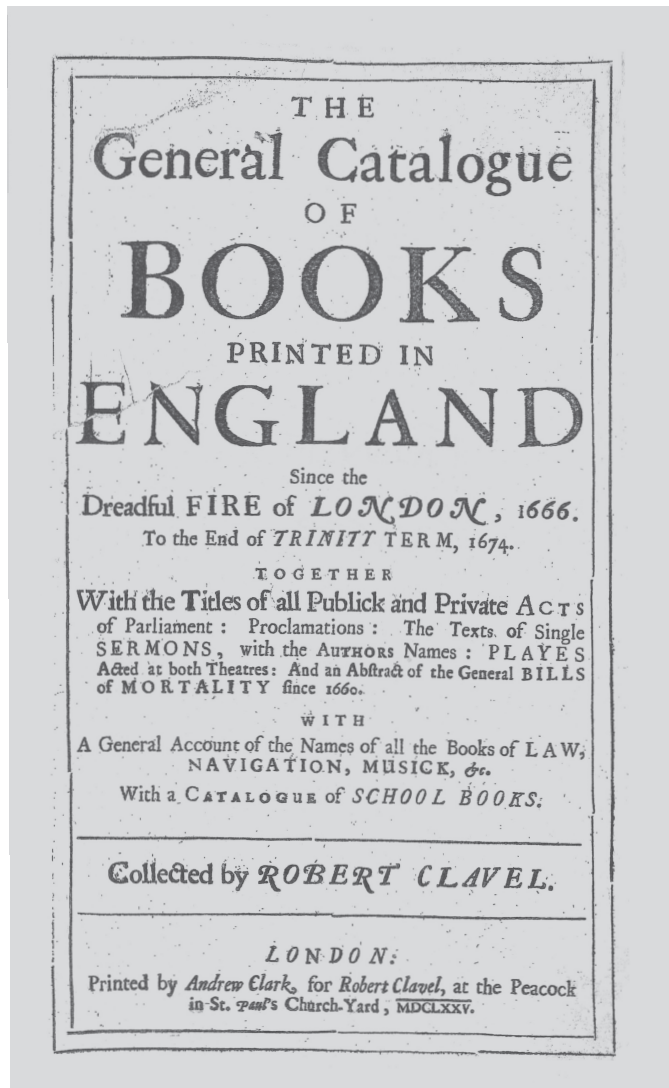 THE
General Catalogue
OF
BOOKS
PRINTED IN
ENGLAND
Since the
Dreadful FIRE of LONDON, 1666.
To the End of TRINITY TERM, 1674.
TOGETHER
With the Titles of all Publick and Private ACTS
of Parliament: Proclamations: The Texts of Single
SERMONS, with the AUTHORS Names: PLAYES
Acted at both Theatres: And an Abſtract of the General BILLS
of MORTALITY ſince 1660.
WITH
A General Account of the Names of all the Books of LAW,
NAVIGATION, MUSICK, &c.
With a CATALOGUE of SCHOOL BOOKS.
Collected by ROBERT CLAVEL.
LONDON:
Printed by Andrew Clark, for Robert Clavel, at the Peacock
in St. Paul's Church-Yard, MDCLXXV.